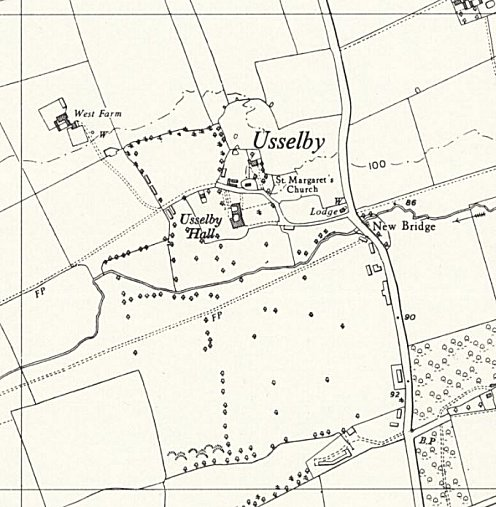 West Farm
W
Usselby
100
St. Margaret's
Church
Usselby
Hall
W
Lodge
86
New Bridge
FP
FP
90
92
B.P